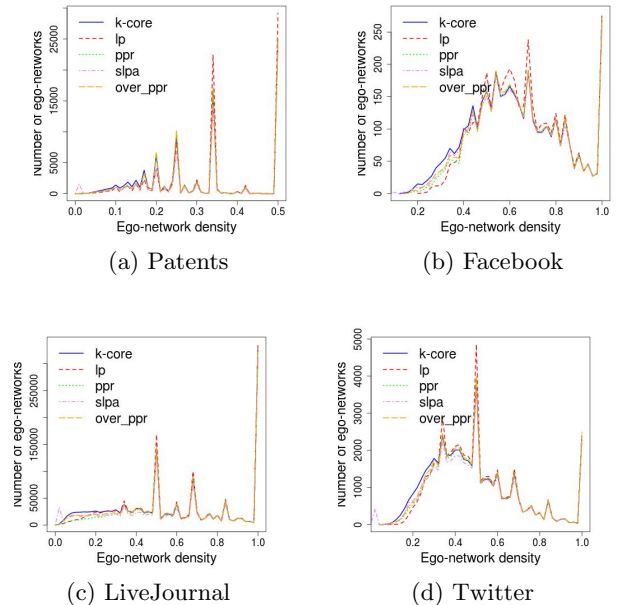 Number of ego-networks
0 5000 15000 25000
k-core
lp
ppr
slpa
over_ppr
0.0 0.1 0.2 0.3 0.4 0.5
Ego-network density
(a) Patents
Number of ego-networks
0 50 100 150 200 250
k-core
lp
ppr
slpa
over_ppr
0.2 0.4 0.6 0.8 1.0
Ego-network density
(b) Facebook
Number of ego-networks
0 50000 150000
k-core
lp
ppr
slpa
over_ppr
0.0 0.2 0.4 0.6 0.8 1.0
Ego-network density
(c) LiveJournal
Number of ego-networks
0 1000 2000 3000 4000 5000
k-core
lp
ppr
slpa
over_ppr
0.0 0.2 0.4 0.6 0.8 1.0
Ego-network density
(d) Twitter